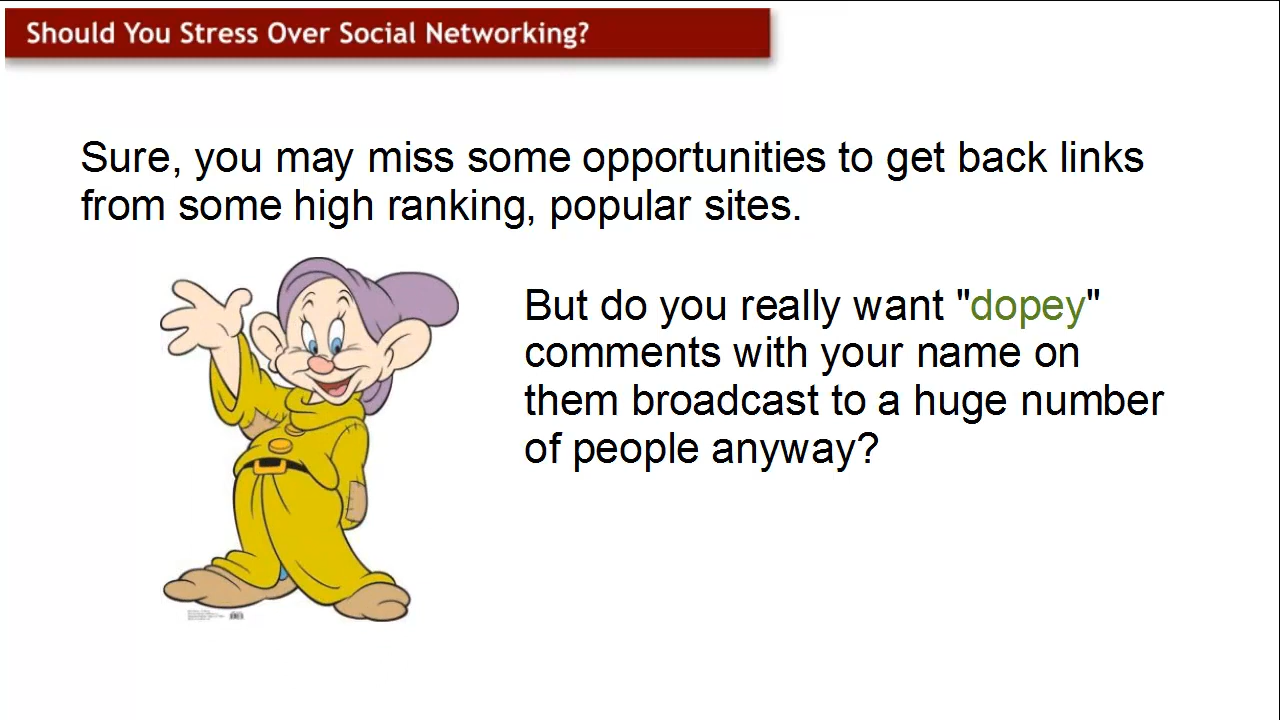 Should You Stress Over Social Networking?
Sure, you may miss some opportunities to get back links
from some high ranking, popular sites.
But do you really want "dopey"
comments with your name on
them broadcast to a huge number
of people anyway?